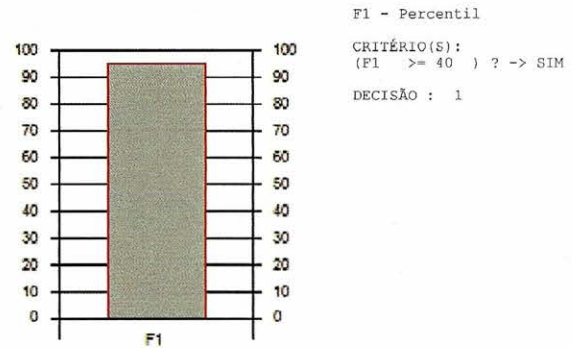 F1 - Percentil
CRITÉRIO(S):
(F1 >= 40 ) ? -> SIM
DECISÃO : 1
100 100
90 90
80 80
70 70
60 60
50 50
40 40
30 30
20 20
10 10
0 0
F1